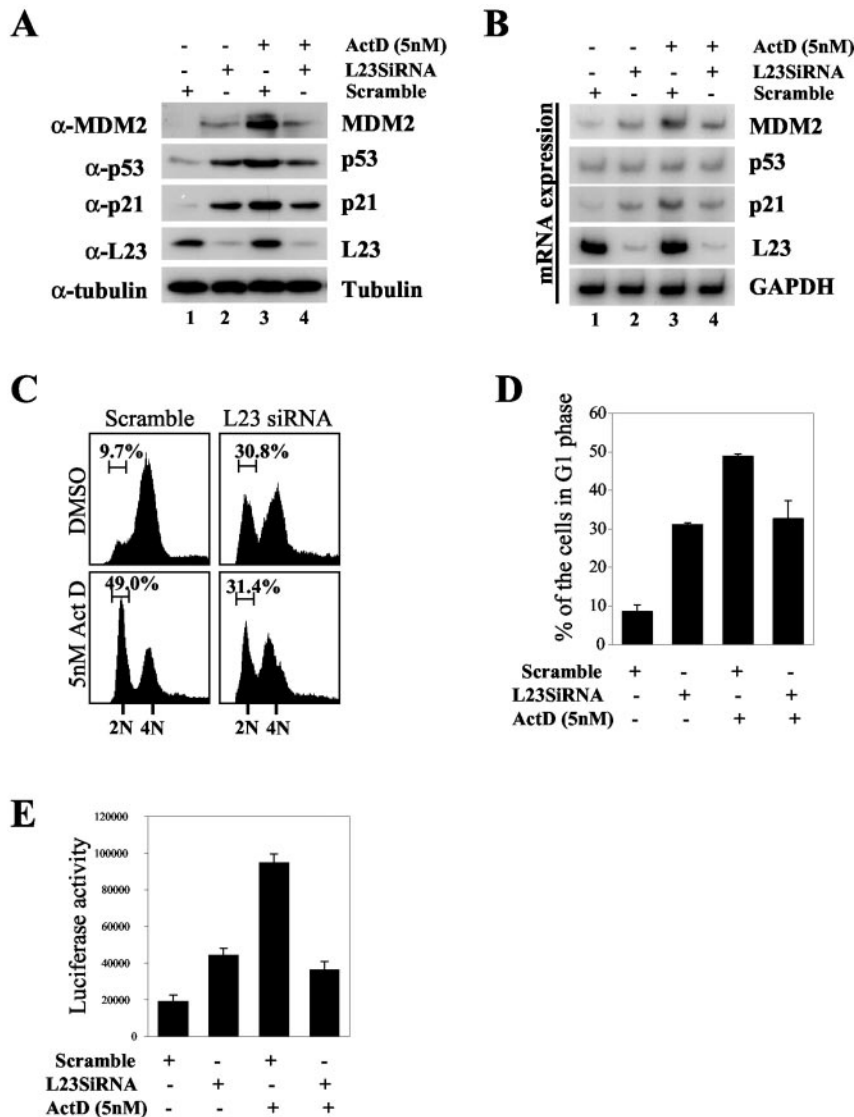 A
- - + + ActD (5nM)
- + - + L23SiRNA
+ - + - Scramble
α-MDM2 MDM2
α-p53 p53
α-p21 p21
α-L23 L23
α-tubulin Tubulin
1 2 3 4
B
- - + + ActD (5nM)
- + - + L23SiRNA
+ - + - Scramble
mRNA expression
MDM2
p53
p21
L23
GAPDH
1 2 3 4
C
Scramble L23 siRNA
DMSO
9.7% 30.8%
5nM Act D
49.0% 31.4%
2N 4N 2N 4N
D
% of the cells in G1 phase
60
50
40
30
20
10
0
Scramble + - + -
L23SiRNA - + - +
ActD (5nM) - - + +
E
Luciferase activity
120000
100000
80000
60000
40000
20000
0
Scramble + - + -
L23SiRNA - + - +
ActD (5nM) - - + +